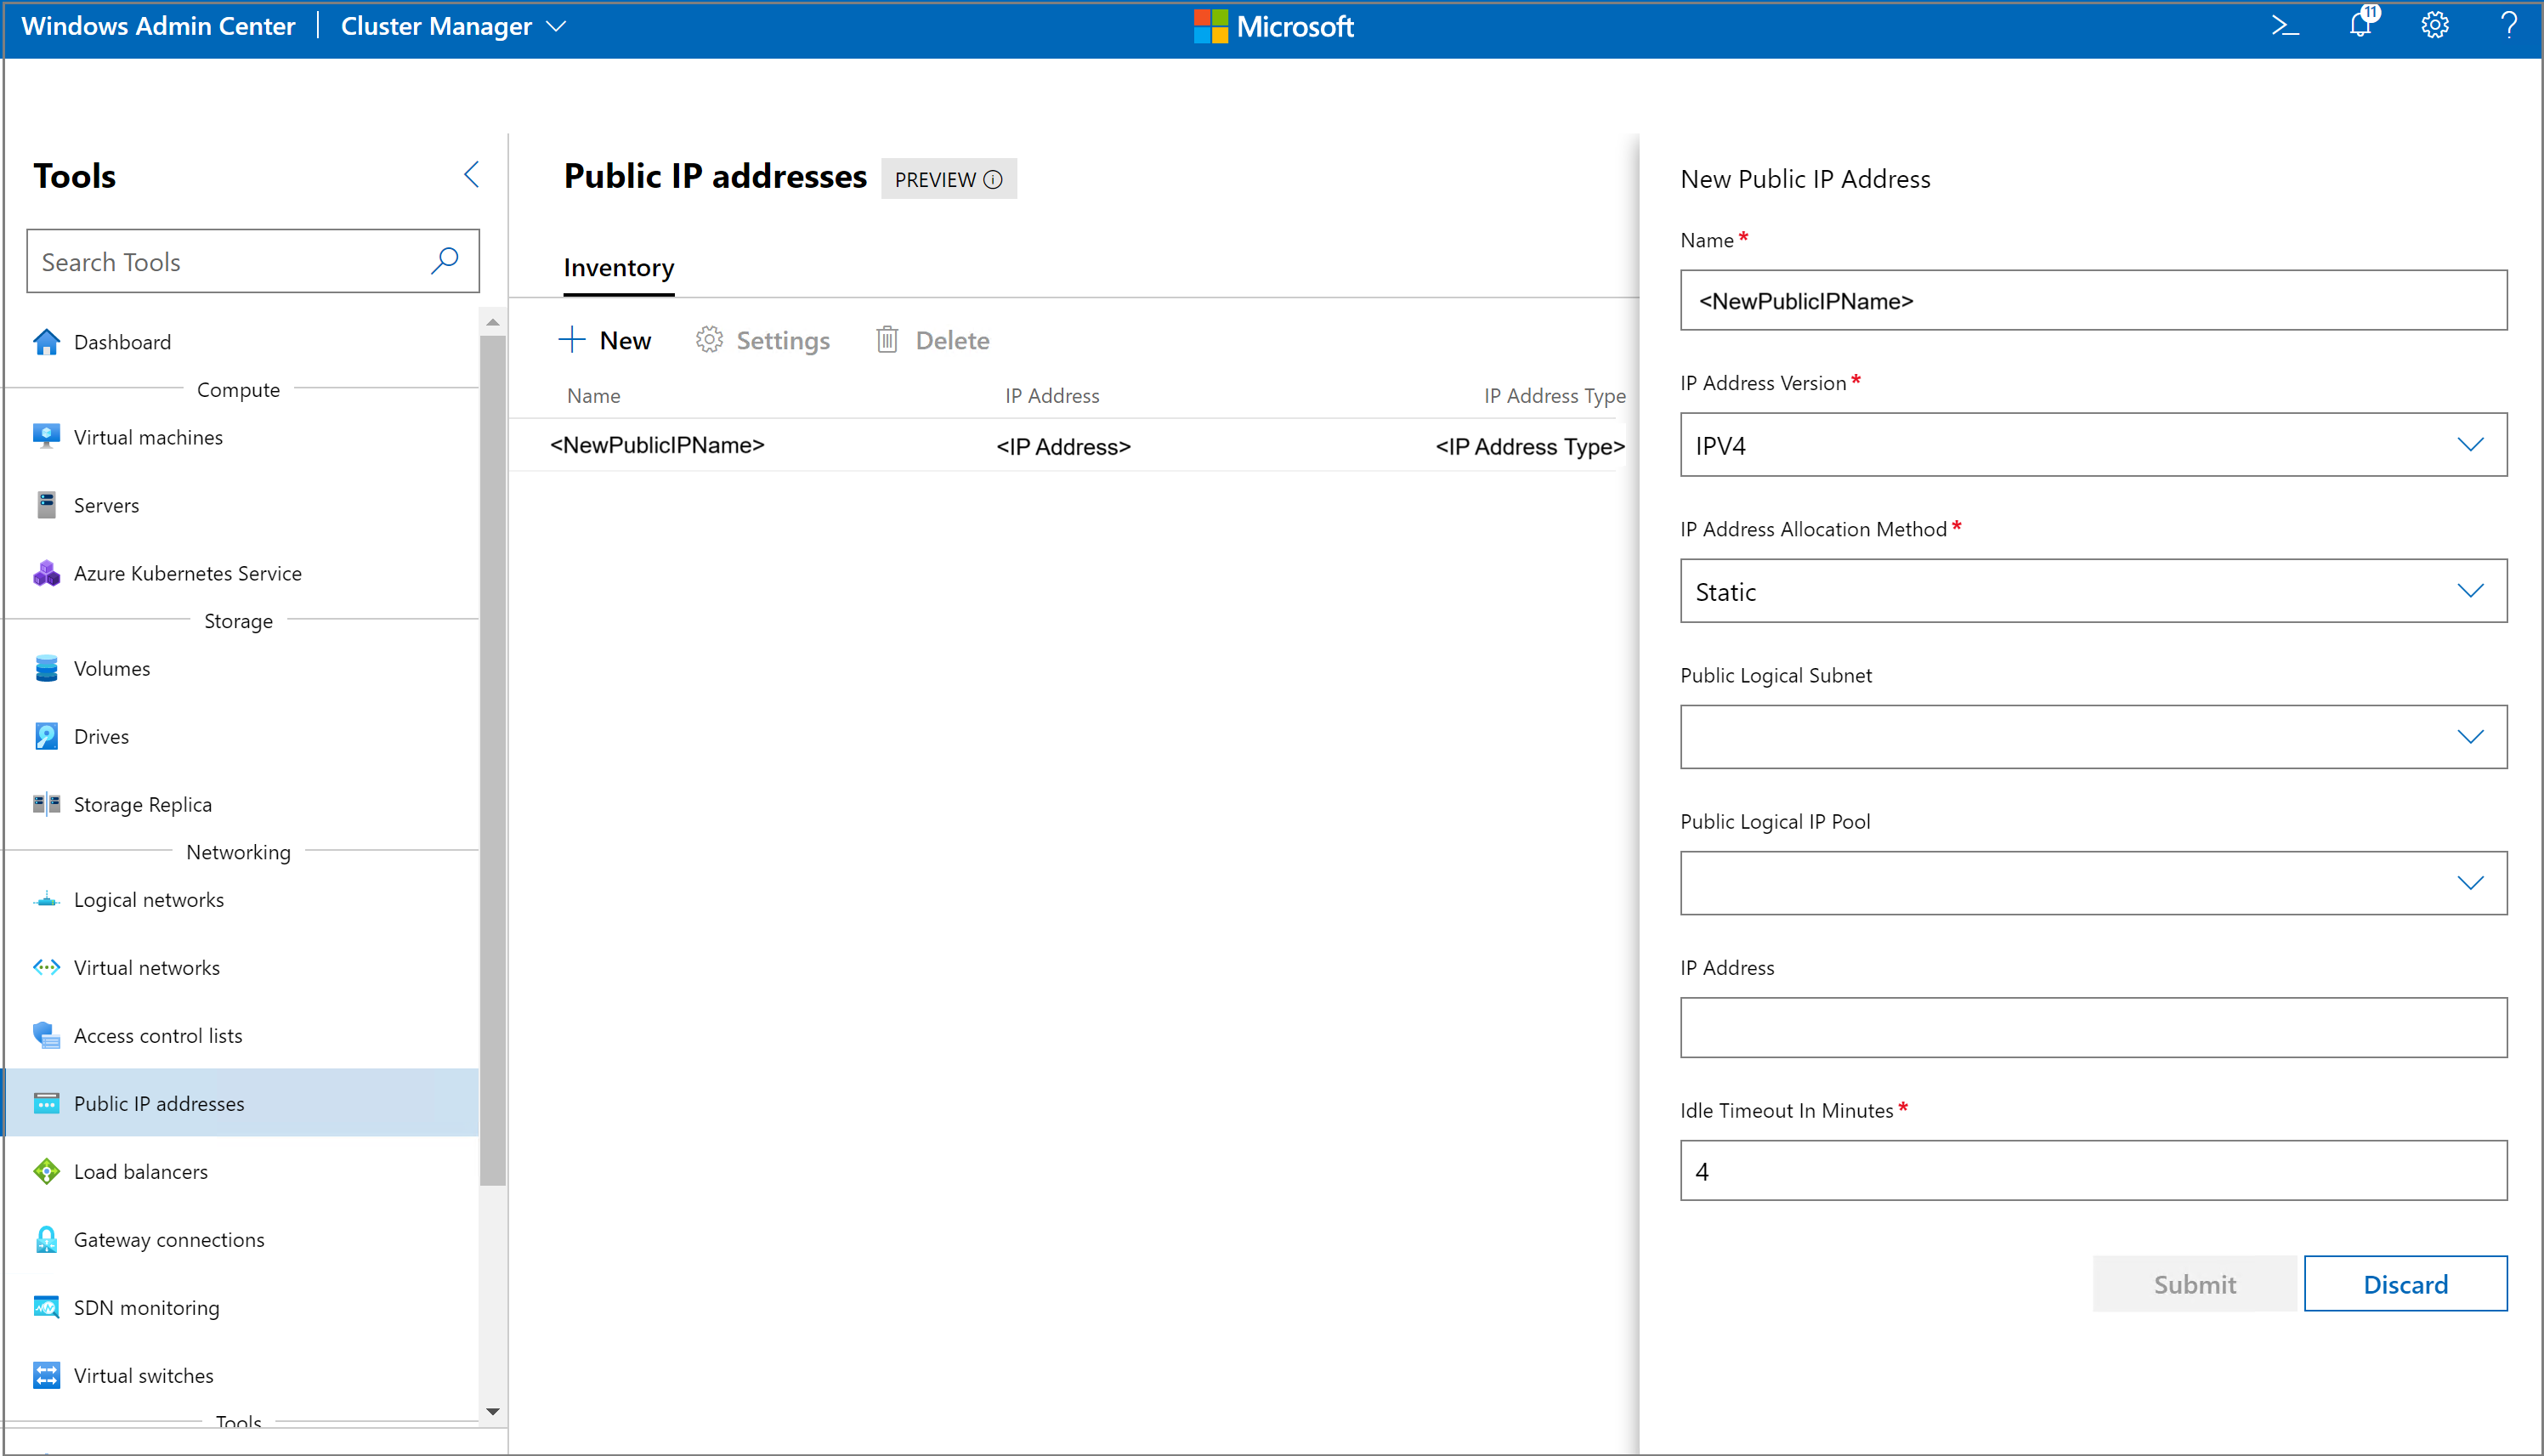 Windows Admin Center | Cluster Manager
Microsoft
11
Tools
Search Tools
Dashboard
Compute
Virtual machines
Servers
Azure Kubernetes Service
Storage
Volumes
Drives
Storage Replica
Networking
Logical networks
Virtual networks
Access control lists
Public IP addresses
Load balancers
Gateway connections
SDN monitoring
Virtual switches
Tools
Public IP addresses PREVIEW
Inventory
New Settings Delete
Name IP Address IP Address Type
<NewPublicIPName> <IP Address> <IP Address Type>
New Public IP Address
Name *
<NewPublicIPName>
IP Address Version *
IPV4
IP Address Allocation Method *
Static
Public Logical Subnet
Public Logical IP Pool
IP Address
Idle Timeout In Minutes *
4
Submit Discard